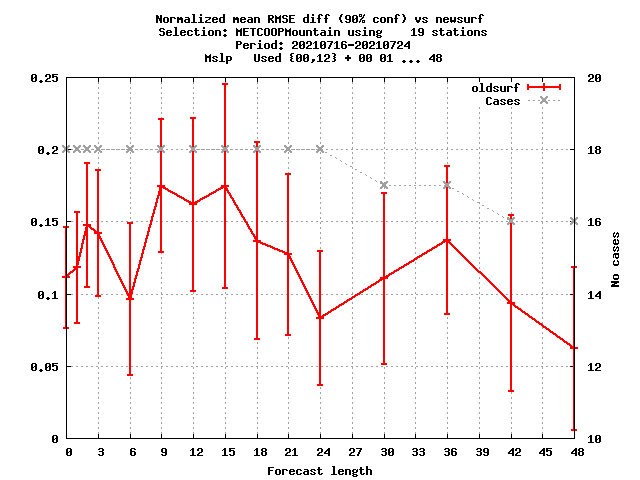 Normalized mean RMSE diff (90% conf) vs newsurf
Selection: METCOOPMountain using    19 stations
Period: 20210716-20210724
Mslp   Used {00,12} + 00 01 ... 48
oldsurf
Cases
0.25
0.2
0.15
0.1
0.05
0
20
18
16
14
12
10
No cases
0 3 6 9 12 15 18 21 24 27 30 33 36 39 42 45 48
Forecast length